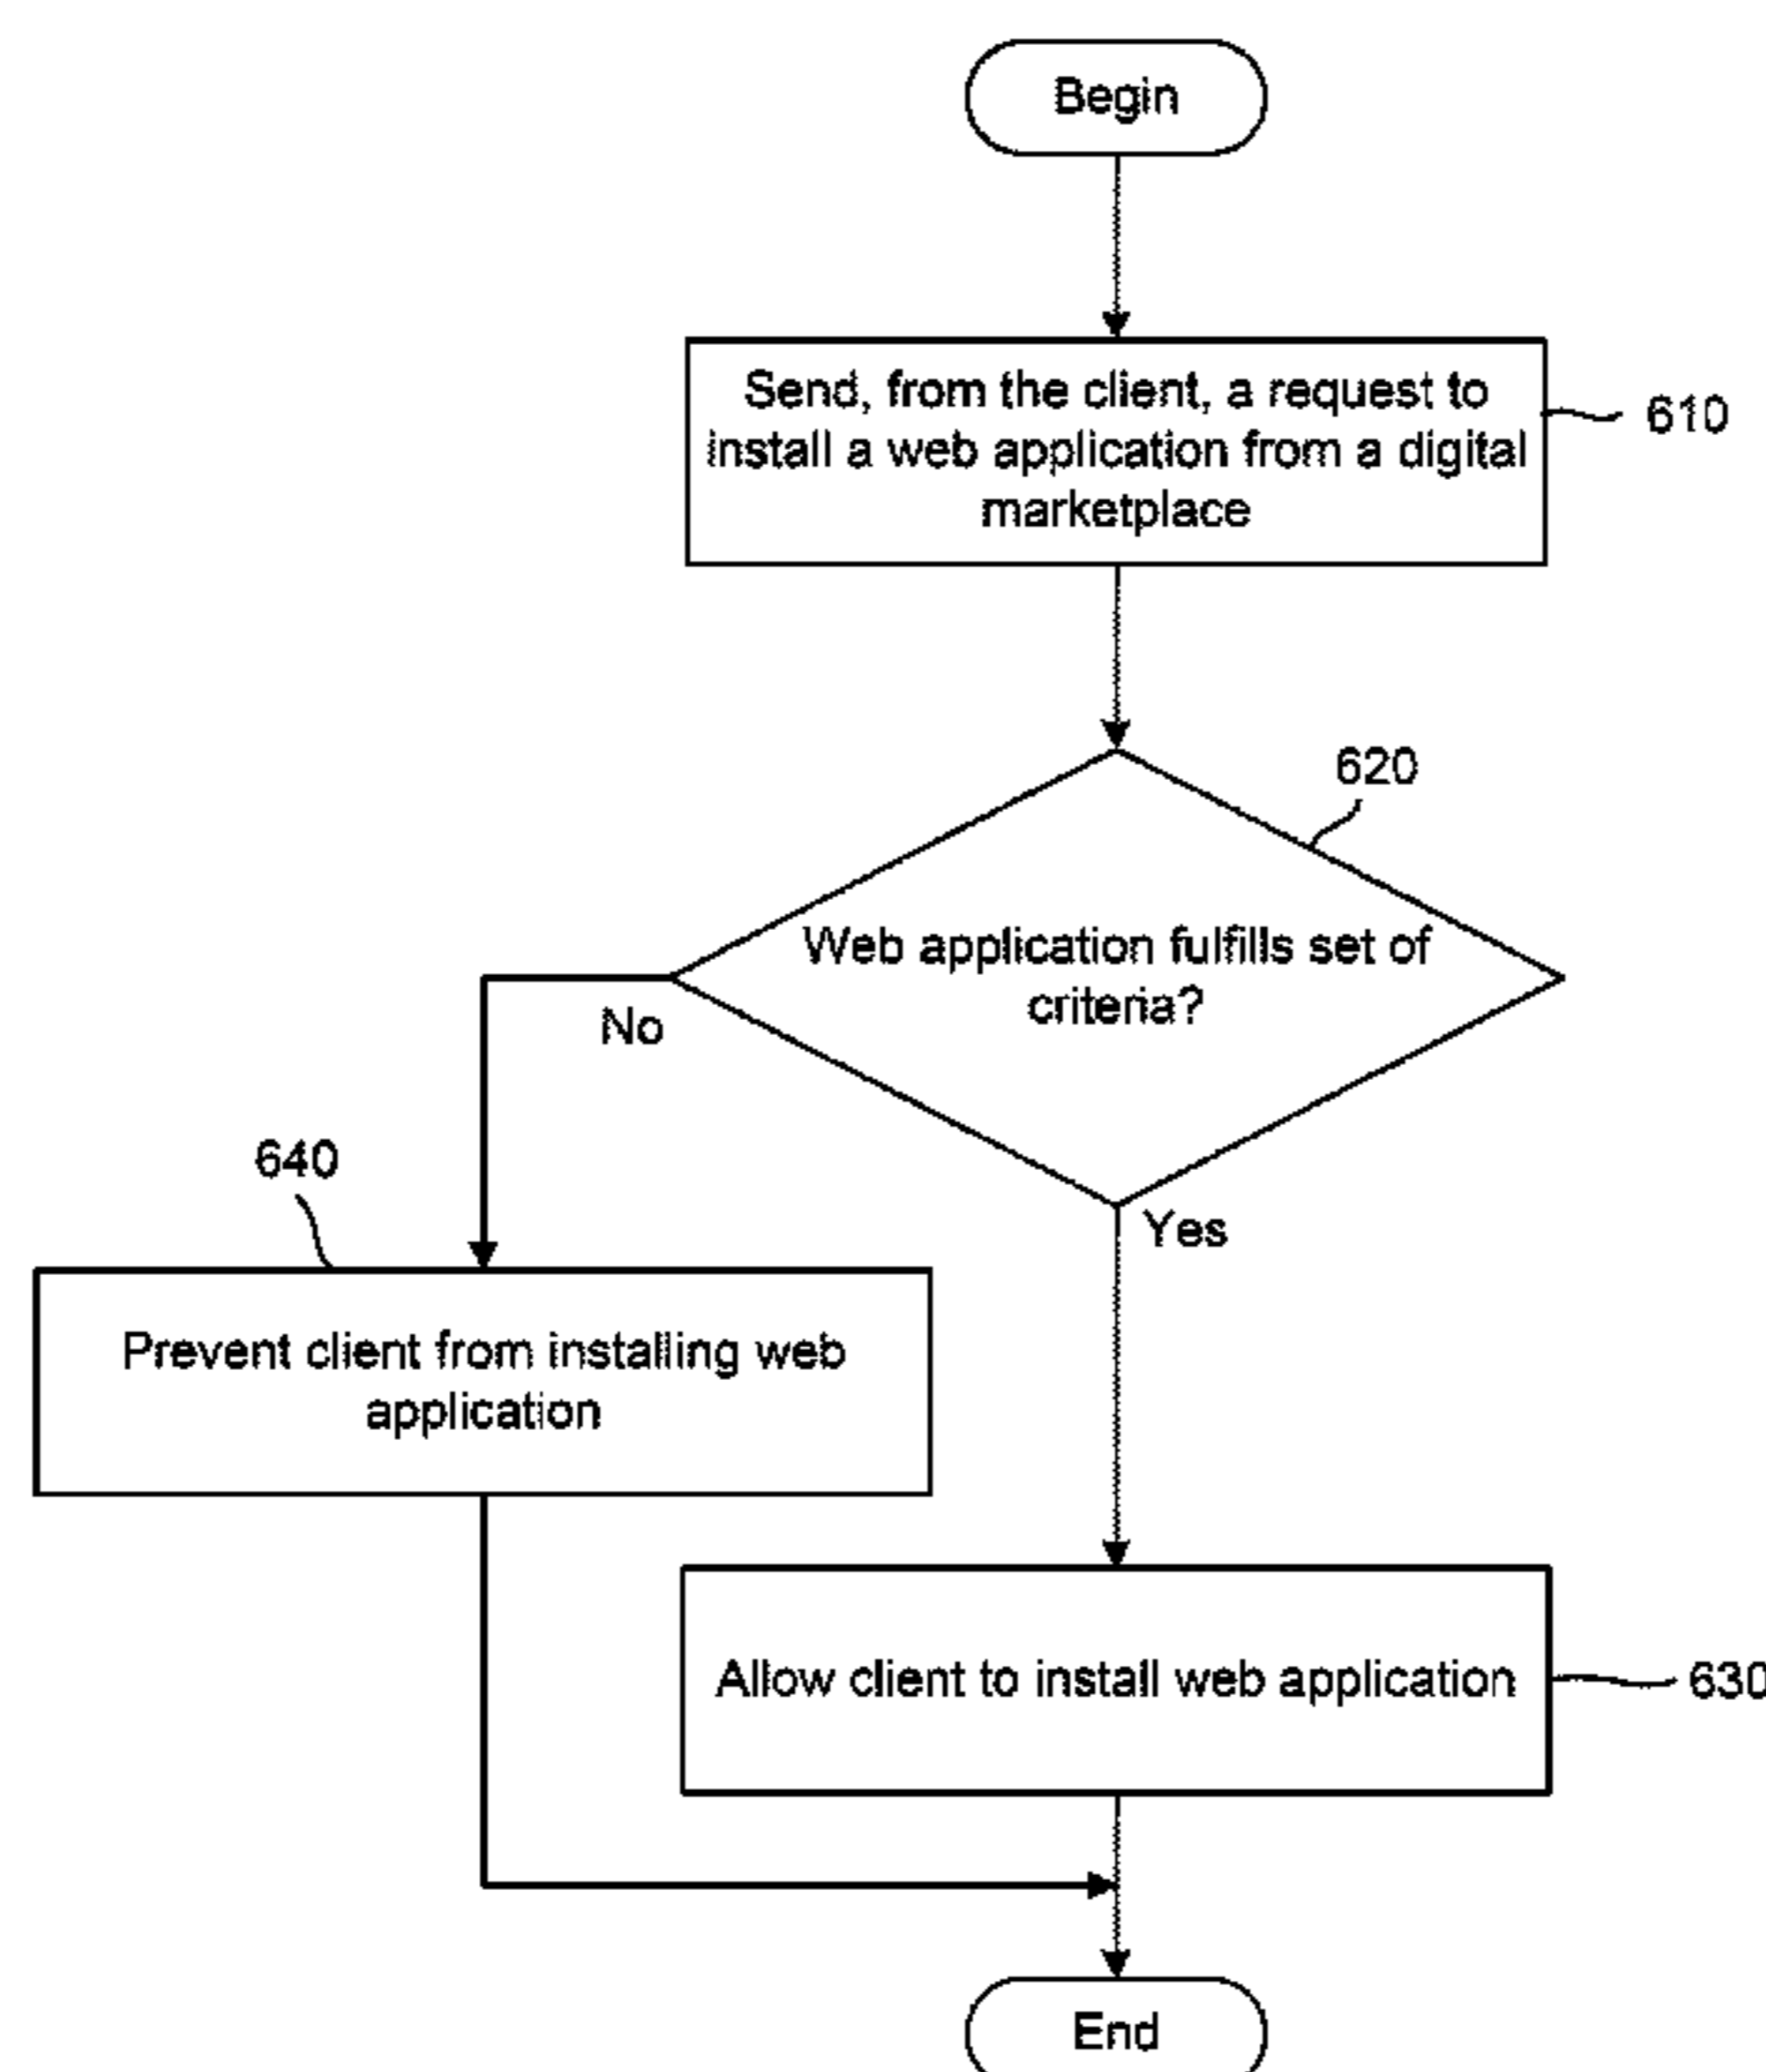 Begin
Send, from the client, a request to
install a web application from a digital
marketplace
610
620
Web application fulfills set of
criteria?
No
Yes
640
Prevent client from installing web
application
Allow client to install web application
630
End